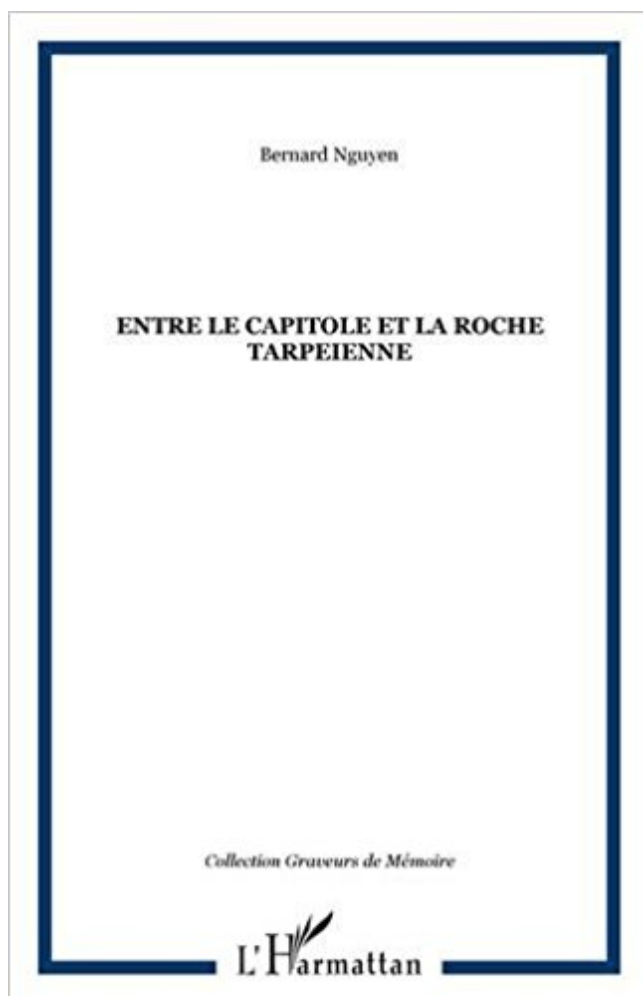 Bernard Nguyen
ENTRE LE CAPITOLE ET LA ROCHE
TARPEIENNE
Collection Graveurs de Mémoire
L'Harmattan